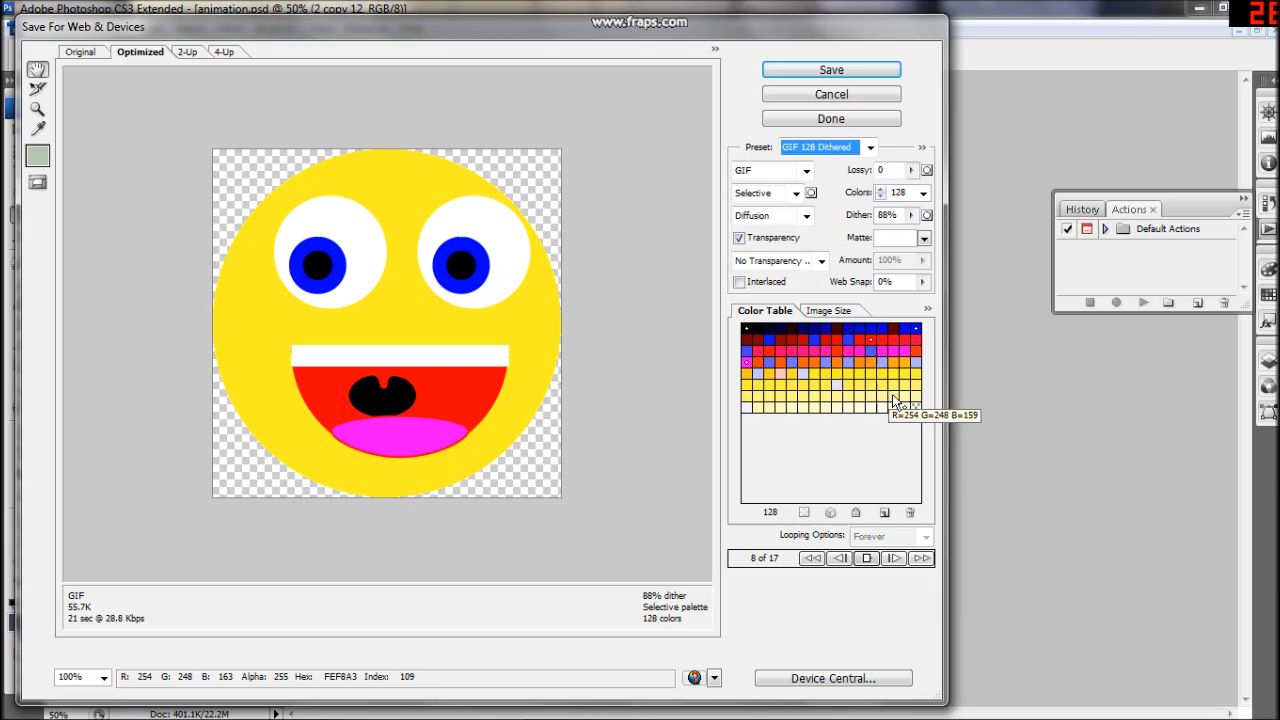 Adobe Photoshop CS3 Extended - [animation.psd @ 50% (2 copy 12, RGB/8)]
www.fraps.com
28
Save For Web & Devices
Original
Optimized
2-Up
4-Up
Save
Cancel
Done
Preset: GIF 128 Dithered
GIF
Lossy: 0
Selective
Colors: 128
Diffusion
Dither: 88%
Transparency
Matte:
No Transparency ..
Amount: 100%
Interlaced
Web Snap: 0%
Color Table
Image Size
R=254 G=248 B=159
128
Looping Options: Forever
8 of 17
History
Actions
Default Actions
GIF
55.7K
21 sec @ 28.8 Kbps
88% dither
Selective palette
128 colors
100%
R: 254 G: 248 B: 163 Alpha: 255 Hex: FEF8A3 Index: 109
Device Central...
50%
Doc: 401.1K/22.2M